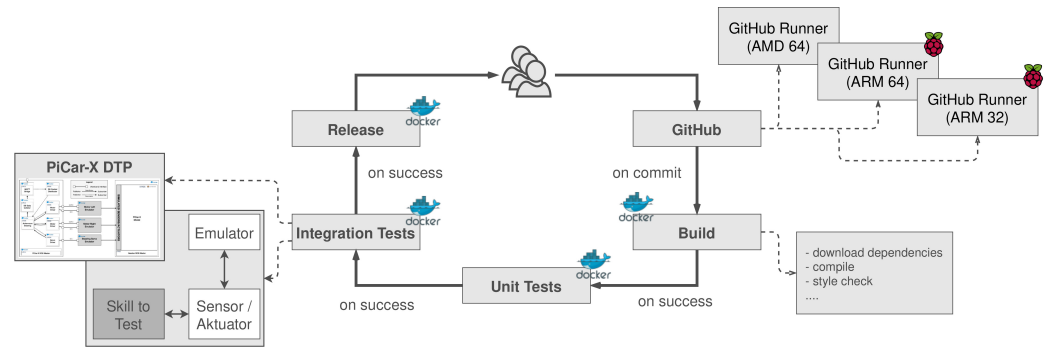 GitHub Runner
(AMD 64)
GitHub Runner
(ARM 64)
GitHub Runner
(ARM 32)
docker
Release
GitHub
PiCar-X DTP
on success
on commit
docker
docker
Emulator
Integration Tests
Build
docker
- download dependencies
- compile
- style check
....
Unit Tests
Skill to
Test
Sensor /
Aktuator
on success
on success